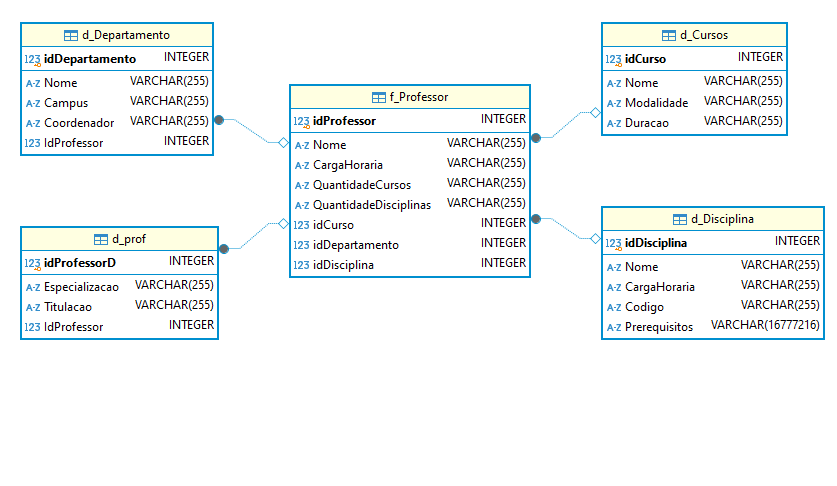 d_Departamento
123 idDepartamento INTEGER
A-Z Nome VARCHAR(255)
A-Z Campus VARCHAR(255)
A-Z Coordenador VARCHAR(255)
123 IdProfessor INTEGER
d_Cursos
123 idCurso INTEGER
A-Z Nome VARCHAR(255)
A-Z Modalidade VARCHAR(255)
A-Z Duracao VARCHAR(255)
f_Professor
123 idProfessor INTEGER
A-Z Nome VARCHAR(255)
A-Z CargaHoraria VARCHAR(255)
A-Z QuantidadeCursos VARCHAR(255)
A-Z QuantidadeDisciplinas VARCHAR(255)
123 idCurso INTEGER
123 idDepartamento INTEGER
123 idDisciplina INTEGER
d_prof
123 idProfessorD INTEGER
A-Z Especializacao VARCHAR(255)
A-Z Titulacao VARCHAR(255)
123 IdProfessor INTEGER
d_Disciplina
123 idDisciplina INTEGER
A-Z Nome VARCHAR(255)
A-Z CargaHoraria VARCHAR(255)
A-Z Codigo VARCHAR(255)
A-Z Prerequisitos VARCHAR(16777216)